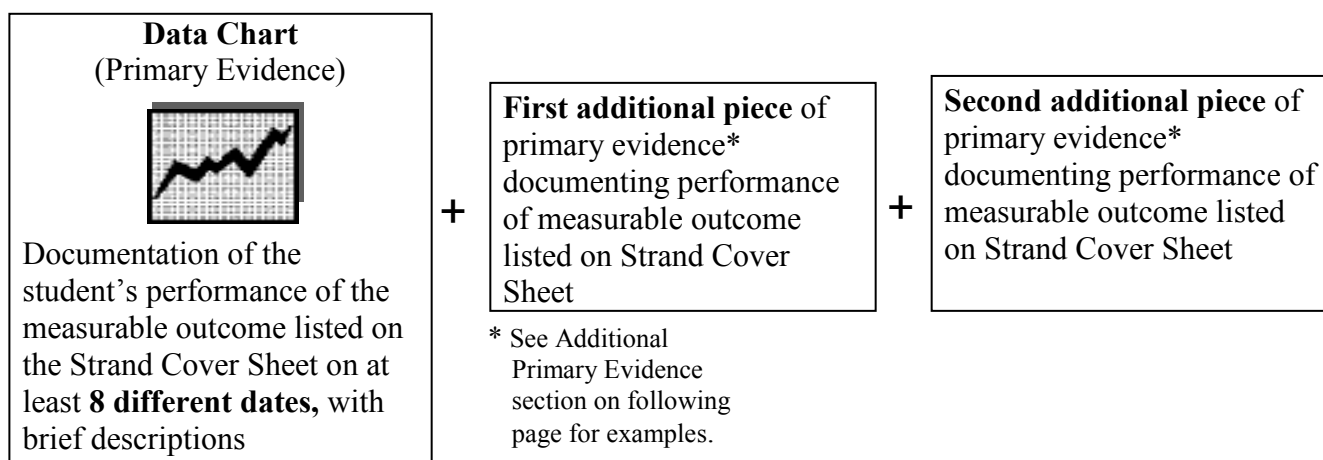 Data Chart
(Primary Evidence)
Documentation of the
student’s performance of the
measurable outcome listed on
the Strand Cover Sheet on at
least 8 different dates, with
brief descriptions
+
First additional piece of
primary evidence*
documenting performance
of measurable outcome
listed on Strand Cover
Sheet
* See Additional
Primary Evidence
section on following
page for examples.
+
Second additional piece of
primary evidence*
documenting performance of
measurable outcome listed
on Strand Cover Sheet